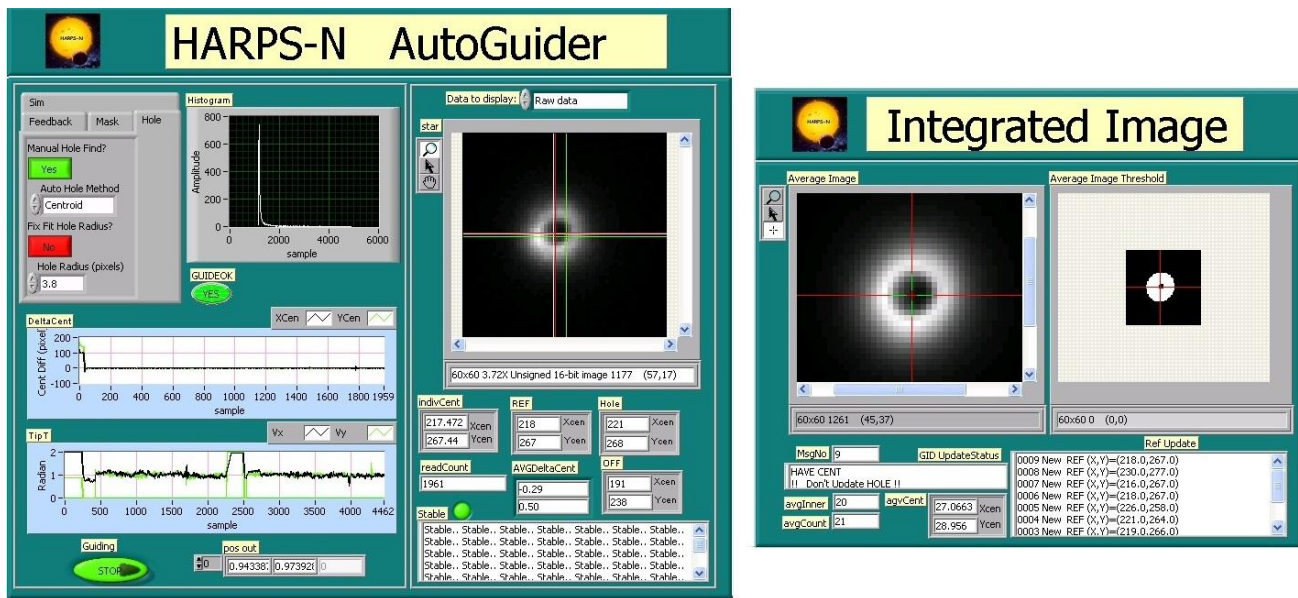 HARPS-N AutoGuider
HARPS-N
Sim
Feedback Mask Hole
Manual Hole Find?
Yes
Auto Hole Method
Centroid
Fix Fit Hole Radius?
No
Hole Radius (pixels)
3.8
Histogram
Amplitude
800
600
400
200
0
0 2000 4000 6000
sample
GUIDEOK
YES
DeltaCent
XCen YCen
Cent Diff (pixel
200
100
0
-100
0 200 400 600 800 1000 1200 1400 1600 1800 1959
sample
TipT
Vx Vy
Radian
2
1
0
0 500 1000 1500 2000 2500 3000 3500 4000 4462
sample
Guiding
STOP
pos out
0 0.94338 0.97392 0
Data to display: Raw data
star
60x60 3.72X Unsigned 16-bit image 1177 (57,17)
indivCent
217.472 Xcen
267.44 Ycen
REF
218 Xcen
267 Ycen
Hole
221 Xcen
268 Ycen
readCount
1961
AVGDeltaCent
-0.29
0.50
OFF
191 Xcen
238 Ycen
Stable
Stable.. Stable.. Stable.. Stable.. Stable.. Stable.. Stable..
Stable.. Stable.. Stable.. Stable.. Stable.. Stable.. Stable..
Stable.. Stable.. Stable.. Stable.. Stable.. Stable.. Stable..
Stable.. Stable.. Stable.. Stable.. Stable.. Stable.. Stable..
Stable.. Stable.. Stable.. Stable.. Stable.. Stable.. Stable..
HARPS-N
Integrated Image
Average Image
60x60 1261 (45,37)
Average Image Threshold
60x60 0 (0,0)
MsgNo 9
GID UpdateStatus
HAVE CENT
!! Don't Update HOLE !!
avgInner 20
avgCount 21
agvCent
27.0663 Xcen
28.956 Ycen
Ref Update
0009 New REF (X,Y)=(218.0,267.0)
0008 New REF (X,Y)=(230.0,277.0)
0007 New REF (X,Y)=(216.0,267.0)
0006 New REF (X,Y)=(218.0,267.0)
0005 New REF (X,Y)=(226.0,258.0)
0004 New REF (X,Y)=(221.0,264.0)
0003 New REF (X,Y)=(219.0,266.0)